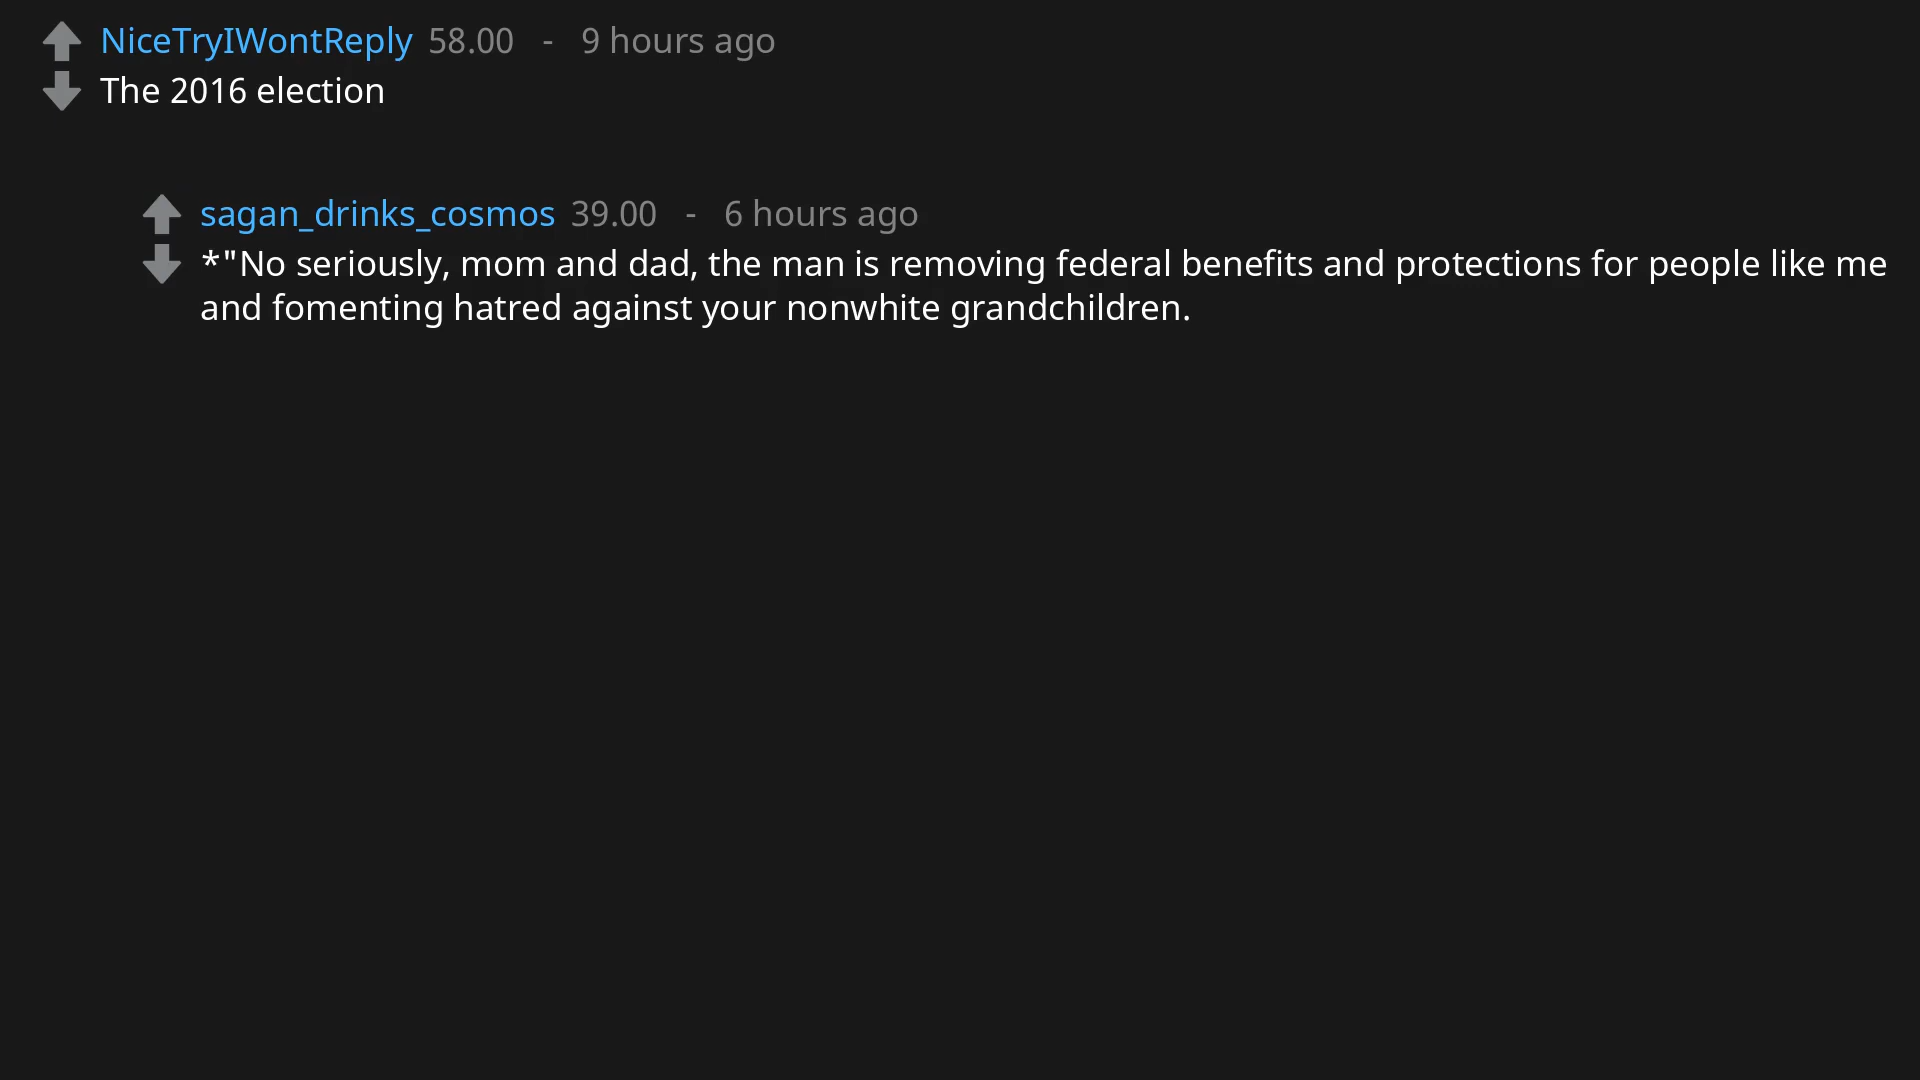 NiceTryIWontReply 58.00 - 9 hours ago
The 2016 election
sagan_drinks_cosmos 39.00 - 6 hours ago
*"No seriously, mom and dad, the man is removing federal benefits and protections for people like me
and fomenting hatred against your nonwhite grandchildren.